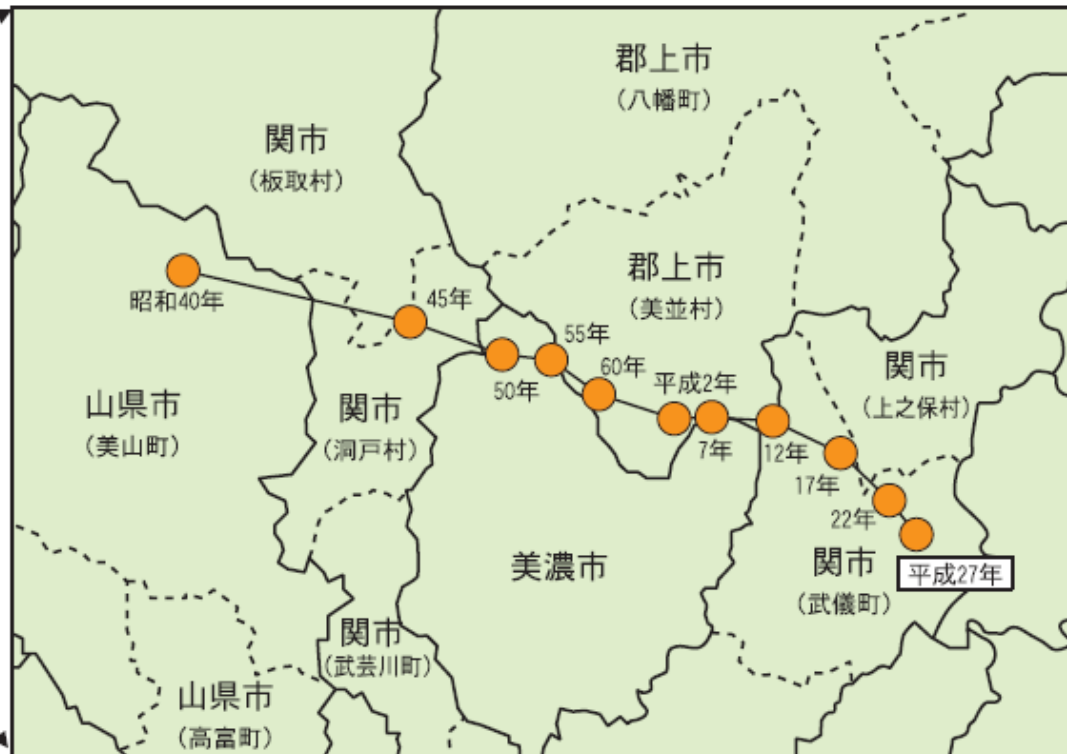 郡上市
(八幡町)
関市
(板取村)
郡上市
(美並村)
昭和40年
45年
55年
50年
60年
平成2年
7年
12年
17年
22年
平成27年
関市
(上之保村)
山県市
(美山町)
関市
(洞戸村)
美濃市
関市
(武儀町)
関市
(武芸川町)
山県市
(高富町)